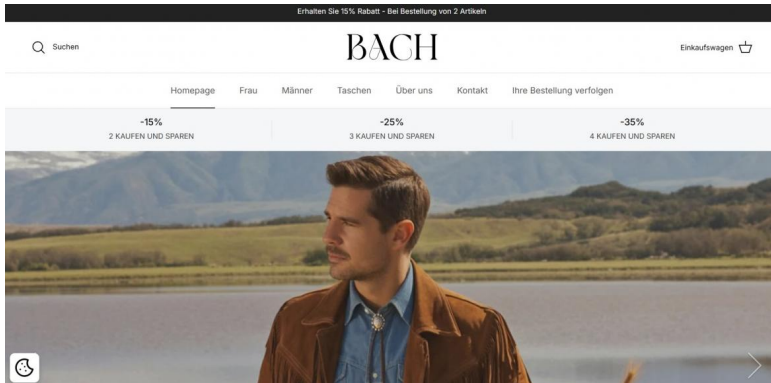 Erhalten Sie 15% Rabatt - Bei Bestellung von 2 Artikeln
Suchen
BACH
Einkaufswagen
Homepage Frau Männer Taschen Über uns Kontakt Ihre Bestellung verfolgen
-15% -25% -35%
2 KAUFEN UND SPAREN 3 KAUFEN UND SPAREN 4 KAUFEN UND SPAREN